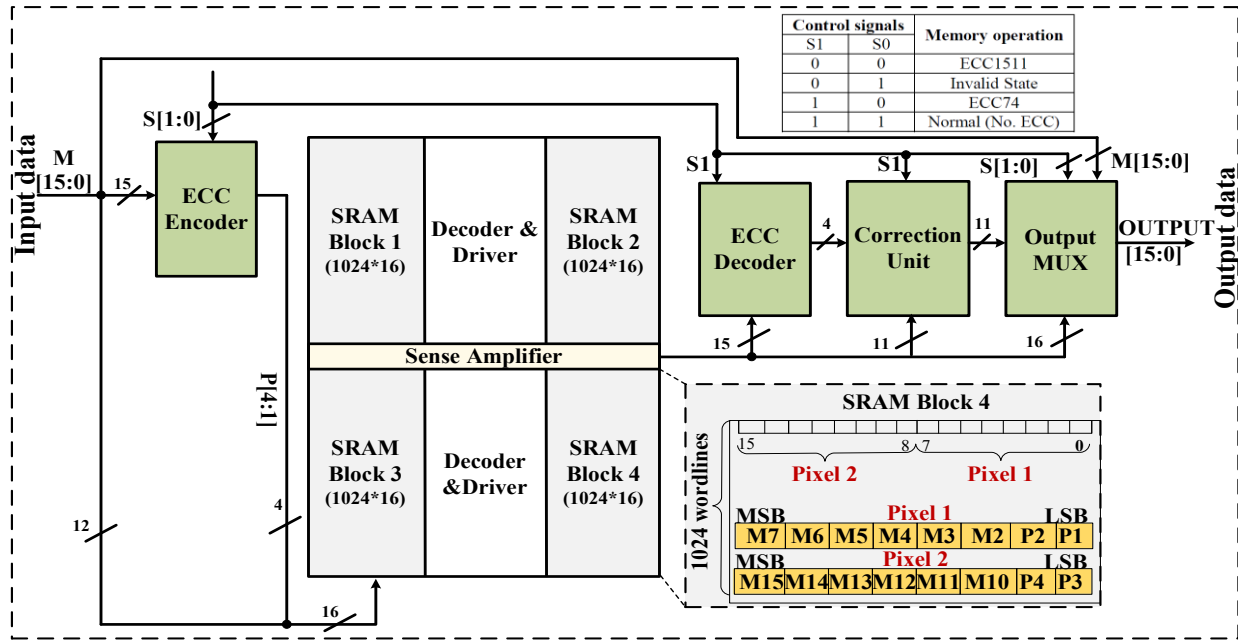 Control signals
Memory operation
S1 S0
0 0 ECC1511
0 1 Invalid State
1 0 ECC74
1 1 Normal (No. ECC)
Input data
M
[15:0]
15
S[1:0]
ECC
Encoder
P[4:1]
12
4
16
SRAM
Block 1
(1024*16)
Decoder &
Driver
SRAM
Block 2
(1024*16)
Sense Amplifier
SRAM
Block 3
(1024*16)
Decoder
&Driver
SRAM
Block 4
(1024*16)
S1
S1
S[1:0]
M[15:0]
ECC
Decoder
4
Correction
Unit
11
Output
MUX
OUTPUT
[15:0]
15
11
16
Output data
SRAM Block 4
1024 wordlines
15 8 7 0
Pixel 2 Pixel 1
Pixel 1
MSB LSB
M7 M6 M5 M4 M3 M2 P2 P1
Pixel 2
MSB LSB
M15 M14 M13 M12 M11 M10 P4 P3